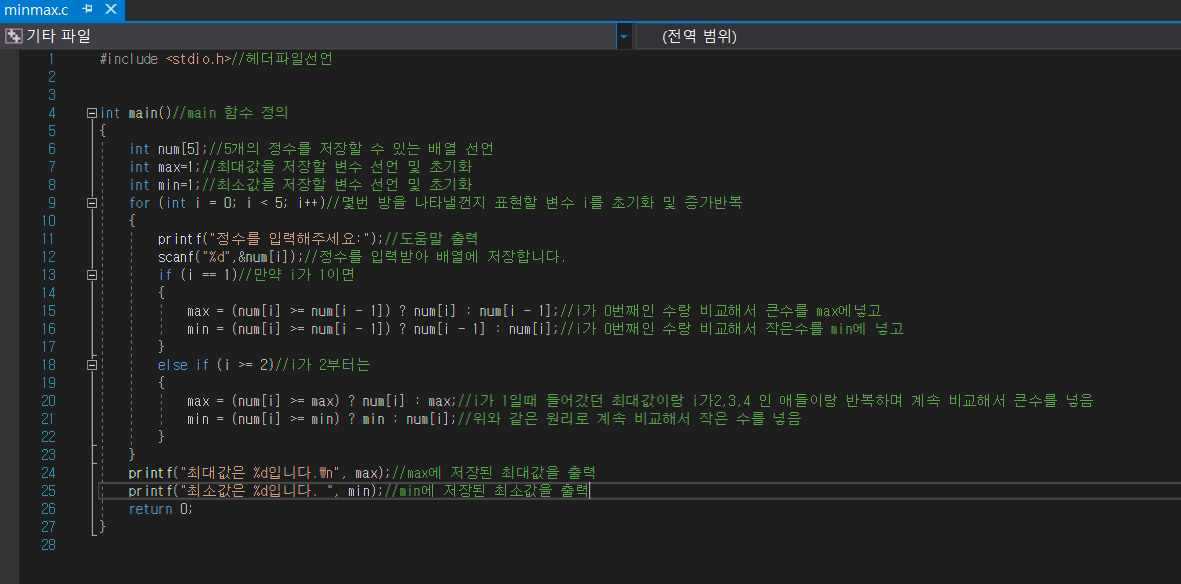 minmax.c
기타 파일 (전역 범위)
1 #include <stdio.h>//헤더파일선언
2
3
4 int main()//main 함수 정의
5 {
6 int num[5];//5개의 정수를 저장할 수 있는 배열 선언
7 int max=1;//최대값을 저장할 변수 선언 및 초기화
8 int min=1;//최소값을 저장할 변수 선언 및 초기화
9 for (int i = 0; i < 5; i++)//몇번 방을 나타낼껀지 표현할 변수 i를 초기화 및 증가반복
10 {
11 printf("정수를 입력해주세요:");//도움말 출력
12 scanf("%d",&num[i]);//정수를 입력받아 배열에 저장합니다.
13 if (i == 1)//만약 i가 1이면
14 {
15 max = (num[i] >= num[i - 1]) ? num[i] : num[i - 1];//i가 0번째인 수랑 비교해서 큰수를 max에넣고
16 min = (num[i] >= num[i - 1]) ? num[i - 1] : num[i];//i가 0번째인 수랑 비교해서 작은수를 min에 넣고
17 }
18 else if (i >= 2)//i가 2부터는
19 {
20 max = (num[i] >= max) ? num[i] : max;//i가 1일때 들어갔던 최대값이랑 i가2,3,4 인 애들이랑 반복하며 계속 비교해서 큰수를 넣음
21 min = (num[i] >= min) ? min : num[i];//위와 같은 원리로 계속 비교해서 작은 수를 넣음
22 }
23 }
24 printf("최대값은 %d입니다.₩n", max);//max에 저장된 최대값을 출력
25 printf("최소값은 %d입니다. ", min);//min에 저장된 최소값을 출력
26 return 0;
27 }
28